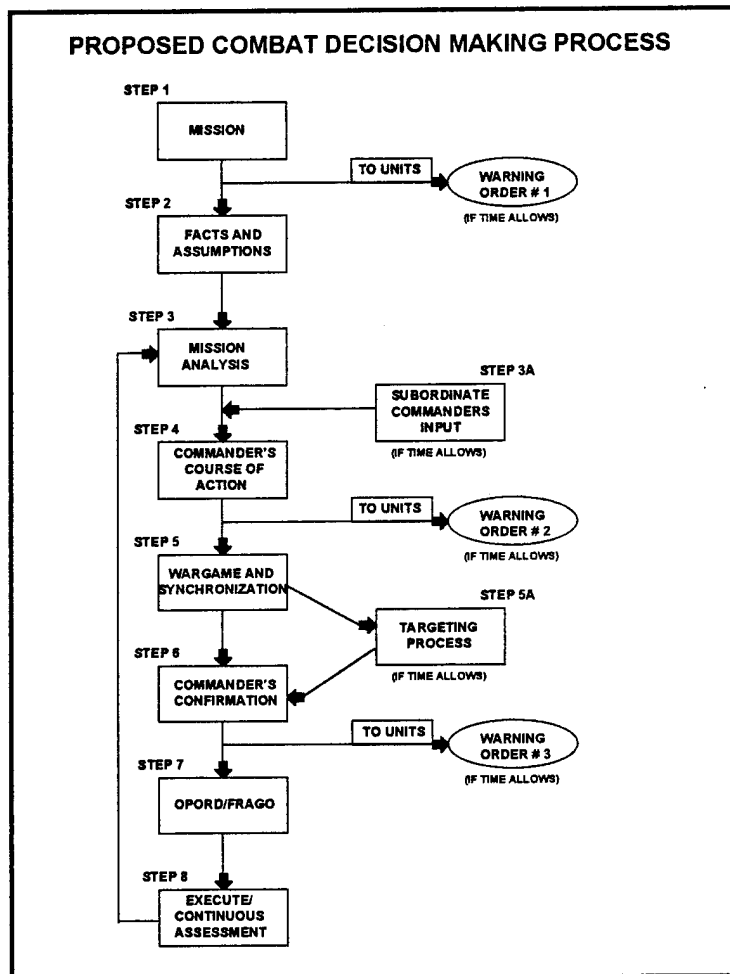 PROPOSED COMBAT DECISION MAKING PROCESS
STEP 1
MISSION
TO UNITS
WARNING
ORDER # 1
(IF TIME ALLOWS)
STEP 2
FACTS AND
ASSUMPTIONS
STEP 3
MISSION
ANALYSIS
STEP 3A
SUBORDINATE
COMMANDERS
INPUT
(IF TIME ALLOWS)
STEP 4
COMMANDER'S
COURSE OF
ACTION
TO UNITS
WARNING
ORDER # 2
(IF TIME ALLOWS)
STEP 5
WARGAME AND
SYNCHRONIZATION
STEP 5A
TARGETING
PROCESS
(IF TIME ALLOWS)
STEP 6
COMMANDER'S
CONFIRMATION
TO UNITS
WARNING
ORDER # 3
(IF TIME ALLOWS)
STEP 7
OPORD/FRAGO
STEP 8
EXECUTE/
CONTINUOUS
ASSESSMENT